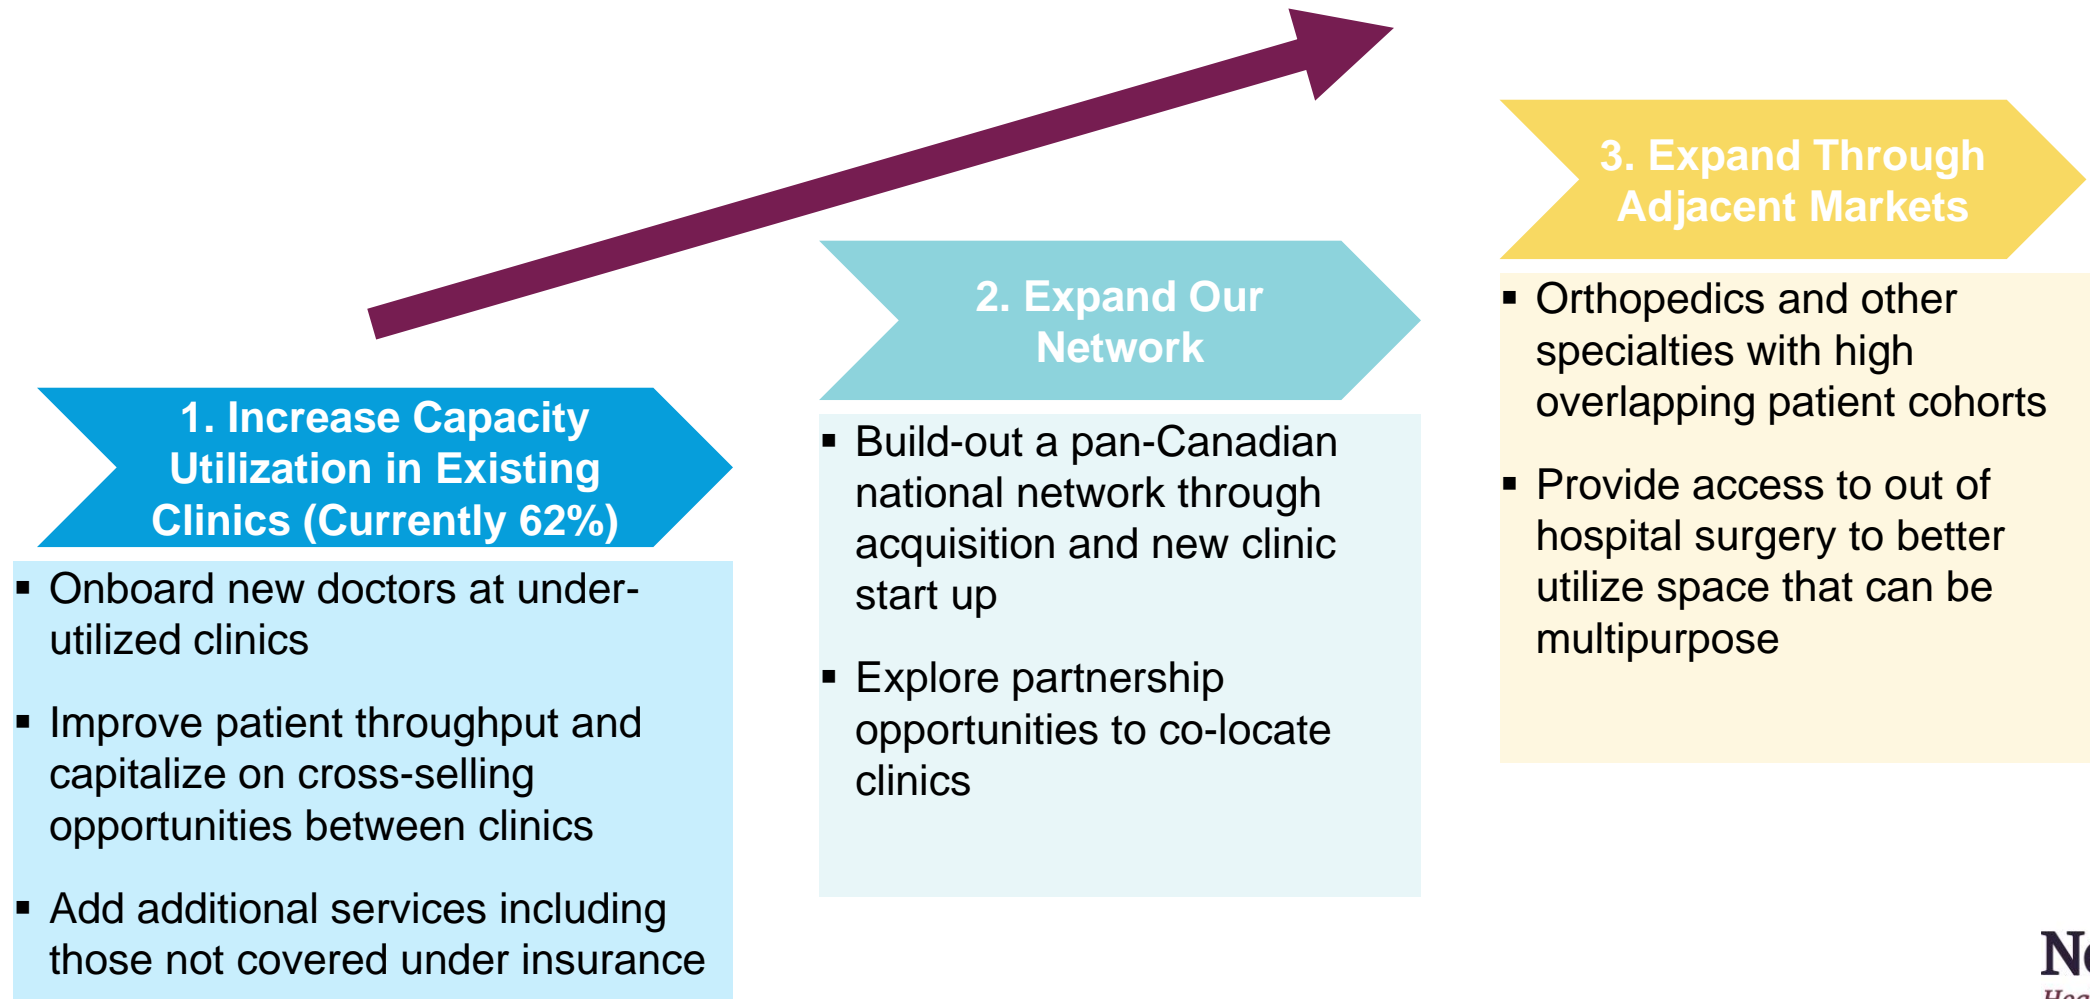 1. Increase Capacity
Utilization in Existing
Clinics (Currently 62%)
▪ Onboard new doctors at under-
utilized clinics
▪ Improve patient throughput and
capitalize on cross-selling
opportunities between clinics
▪ Add additional services including
those not covered under insurance
2. Expand Our
Network
▪ Build-out a pan-Canadian
national network through
acquisition and new clinic
start up
▪ Explore partnership
opportunities to co-locate
clinics
3. Expand Through
Adjacent Markets
▪ Orthopedics and other
specialties with high
overlapping patient cohorts
▪ Provide access to out of
hospital surgery to better
utilize space that can be
multipurpose